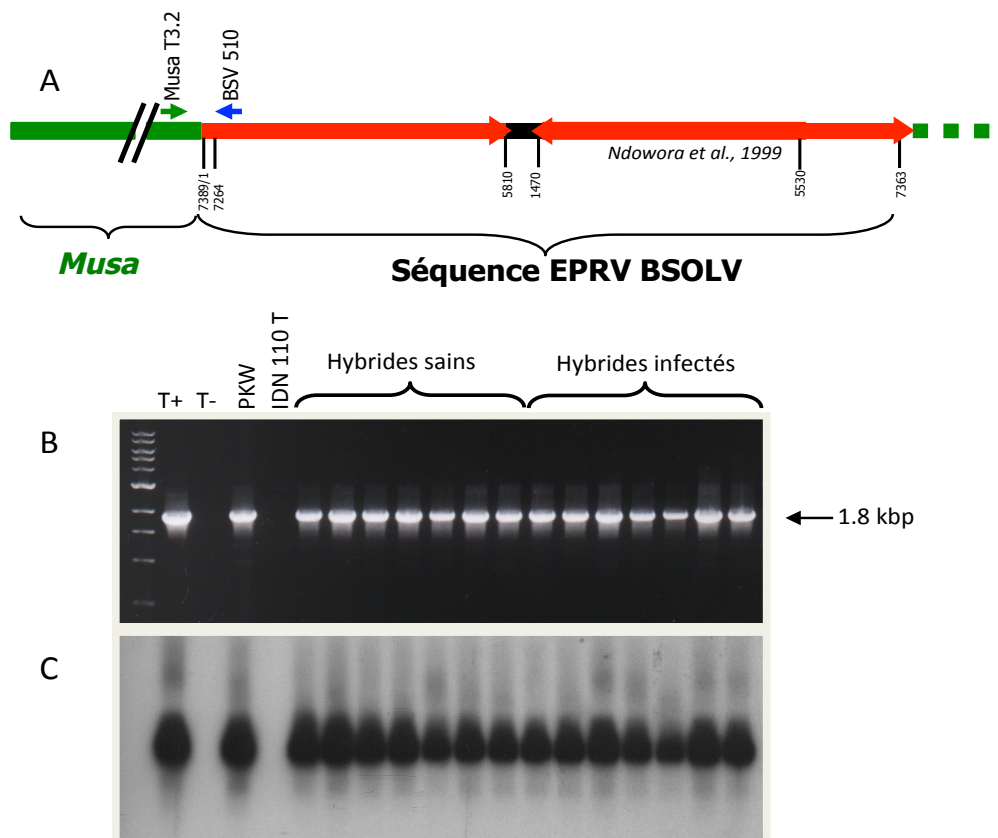 A
Musa T3.2
BSV 510
Ndowora et al., 1999
7389/1
7264
5810
1470
5530
7363
Musa
Séquence EPRV BSOLV
B
T+ T-
PKW
IDN 110 T
Hybrides sains
Hybrides infectés
1.8 kbp
C